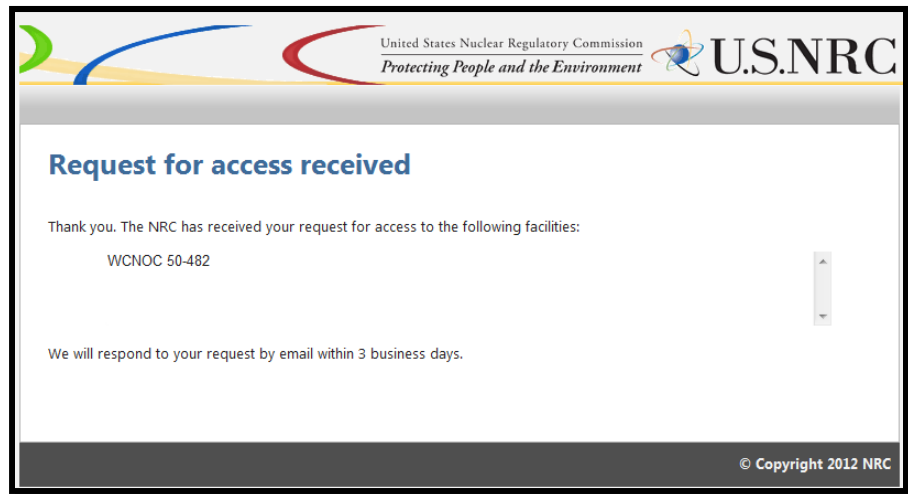 United States Nuclear Regulatory Commission
Protecting People and the Environment
U.S.NRC
Request for access received
Thank you. The NRC has received your request for access to the following facilities:
WCNOC 50-482
We will respond to your request by email within 3 business days.
© Copyright 2012 NRC